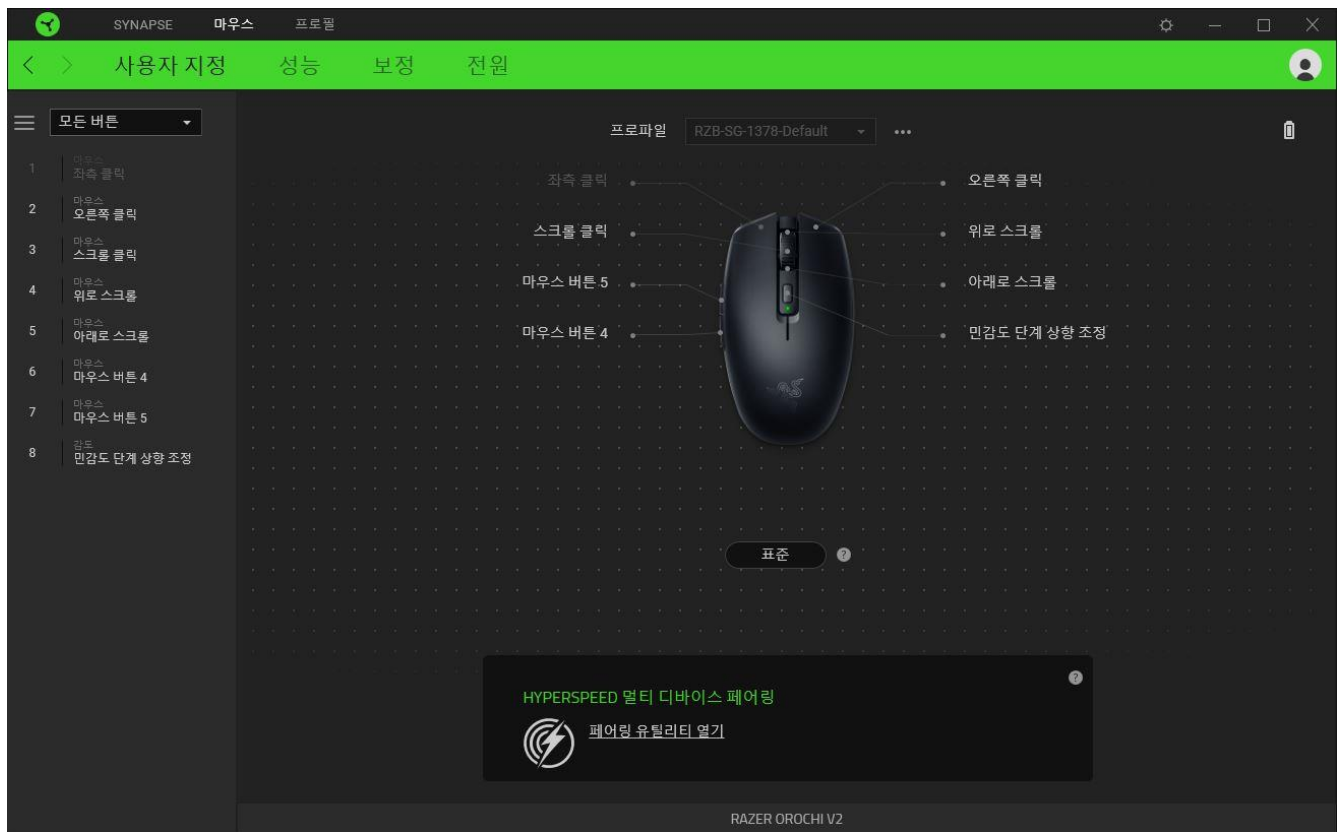 SYNAPSE 마우스 프로필
사용자 지정 성능 보정 전원
모든 버튼
프로파일 RZB-SG-1378-Default
1 마우스
좌측 클릭
2 마우스
오른쪽 클릭
3 마우스
스크롤 클릭
4 마우스
위로 스크롤
5 마우스
아래로 스크롤
6 마우스
마우스 버튼 4
7 마우스
마우스 버튼 5
8 감도
민감도 단계 상향 조정
좌측 클릭
스크롤 클릭
마우스 버튼 5
마우스 버튼 4
오른쪽 클릭
위로 스크롤
아래로 스크롤
민감도 단계 상향 조정
표준 ?
?
HYPERSPEED 멀티 디바이스 페어링
페어링 유틸리티 열기
RAZER OROCHI V2